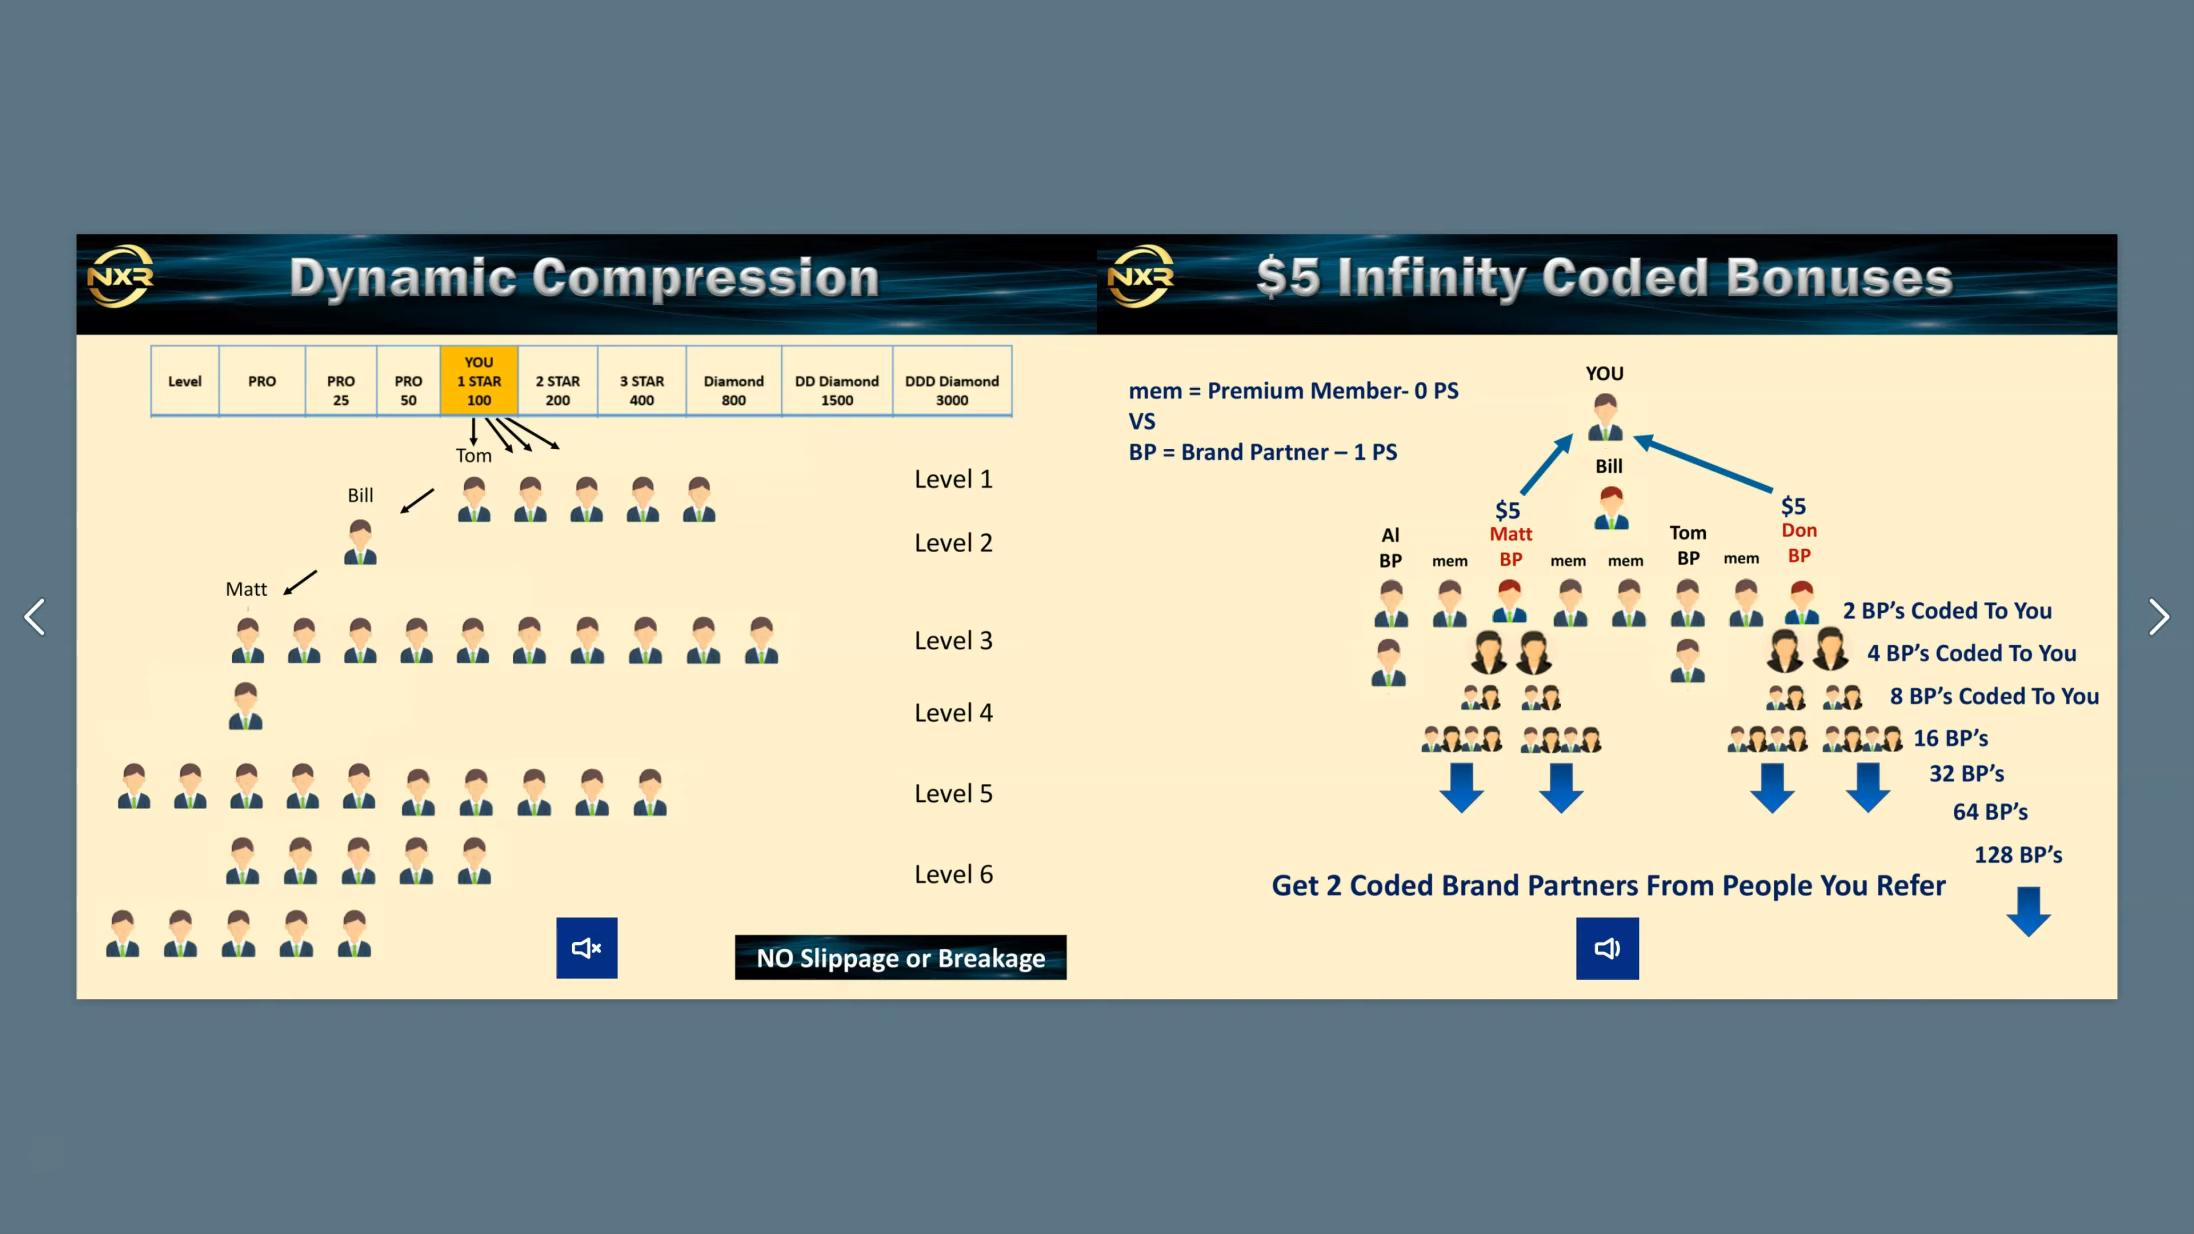 NXR
Dynamic Compression
Level
PRO
PRO
25
PRO
50
YOU
1 STAR
100
2 STAR
200
3 STAR
400
Diamond
800
DD Diamond
1500
DDD Diamond
3000
Tom
Level 1
Bill
Level 2
Matt
Level 3
Level 4
Level 5
Level 6
NO Slippage or Breakage
NXR
$5 Infinity Coded Bonuses
mem = Premium Member- 0 PS
VS
BP = Brand Partner – 1 PS
YOU
Bill
$5
$5
Al
BP
mem
Matt
BP
mem
mem
Tom
BP
mem
Don
BP
2 BP’s Coded To You
4 BP’s Coded To You
8 BP’s Coded To You
16 BP’s
32 BP’s
64 BP’s
128 BP’s
Get 2 Coded Brand Partners From People You Refer